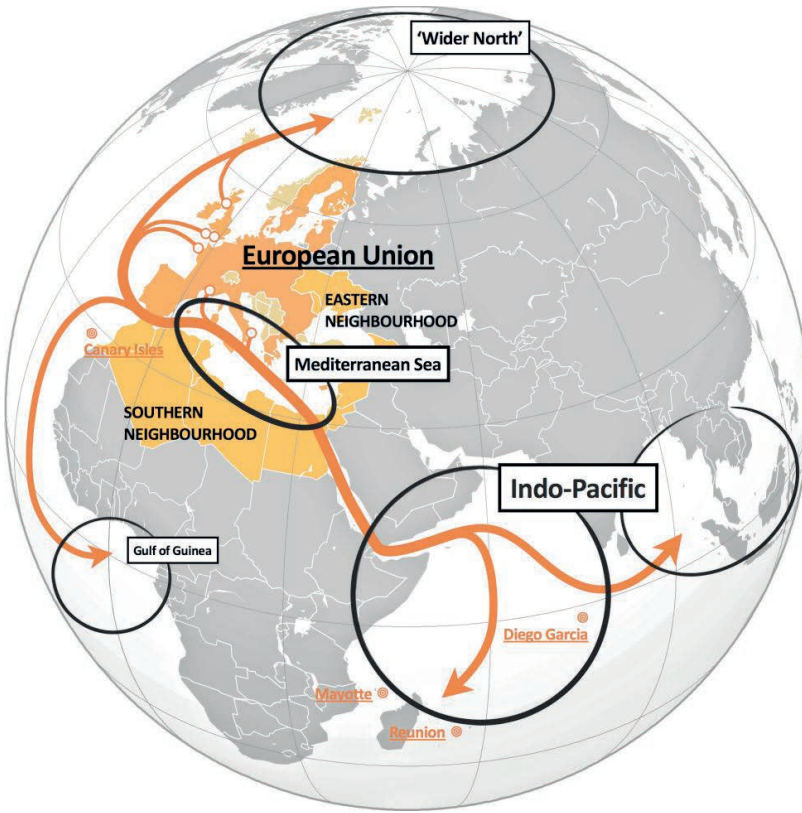 'Wider North'
European Union
EASTERN
NEIGHBOURHOOD
Canary Isles
Mediterranean Sea
SOUTHERN
NEIGHBOURHOOD
Indo-Pacific
Gulf of Guinea
Diego Garcia
Mayotte
Reunion